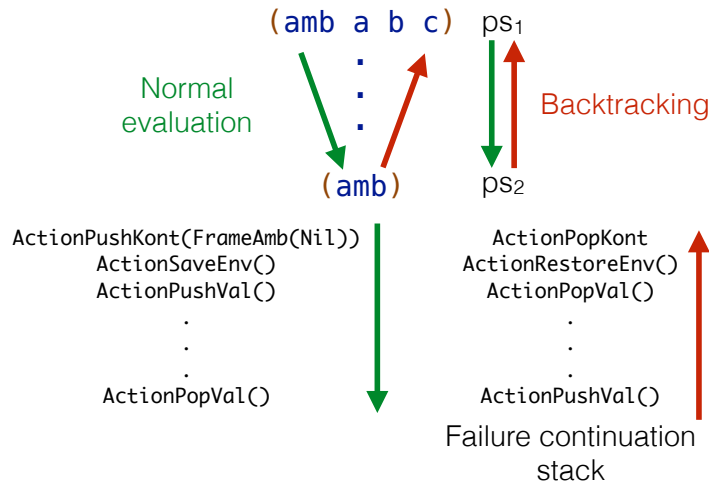 (amb a b c) ps1
.
.
.
Normal
evaluation
Backtracking
(amb) ps2
ActionPushKont(FrameAmb(Nil))
ActionSaveEnv()
ActionPushVal()
.
.
.
ActionPopVal()
ActionPopKont
ActionRestoreEnv()
ActionPopVal()
.
.
.
ActionPushVal()
Failure continuation
stack